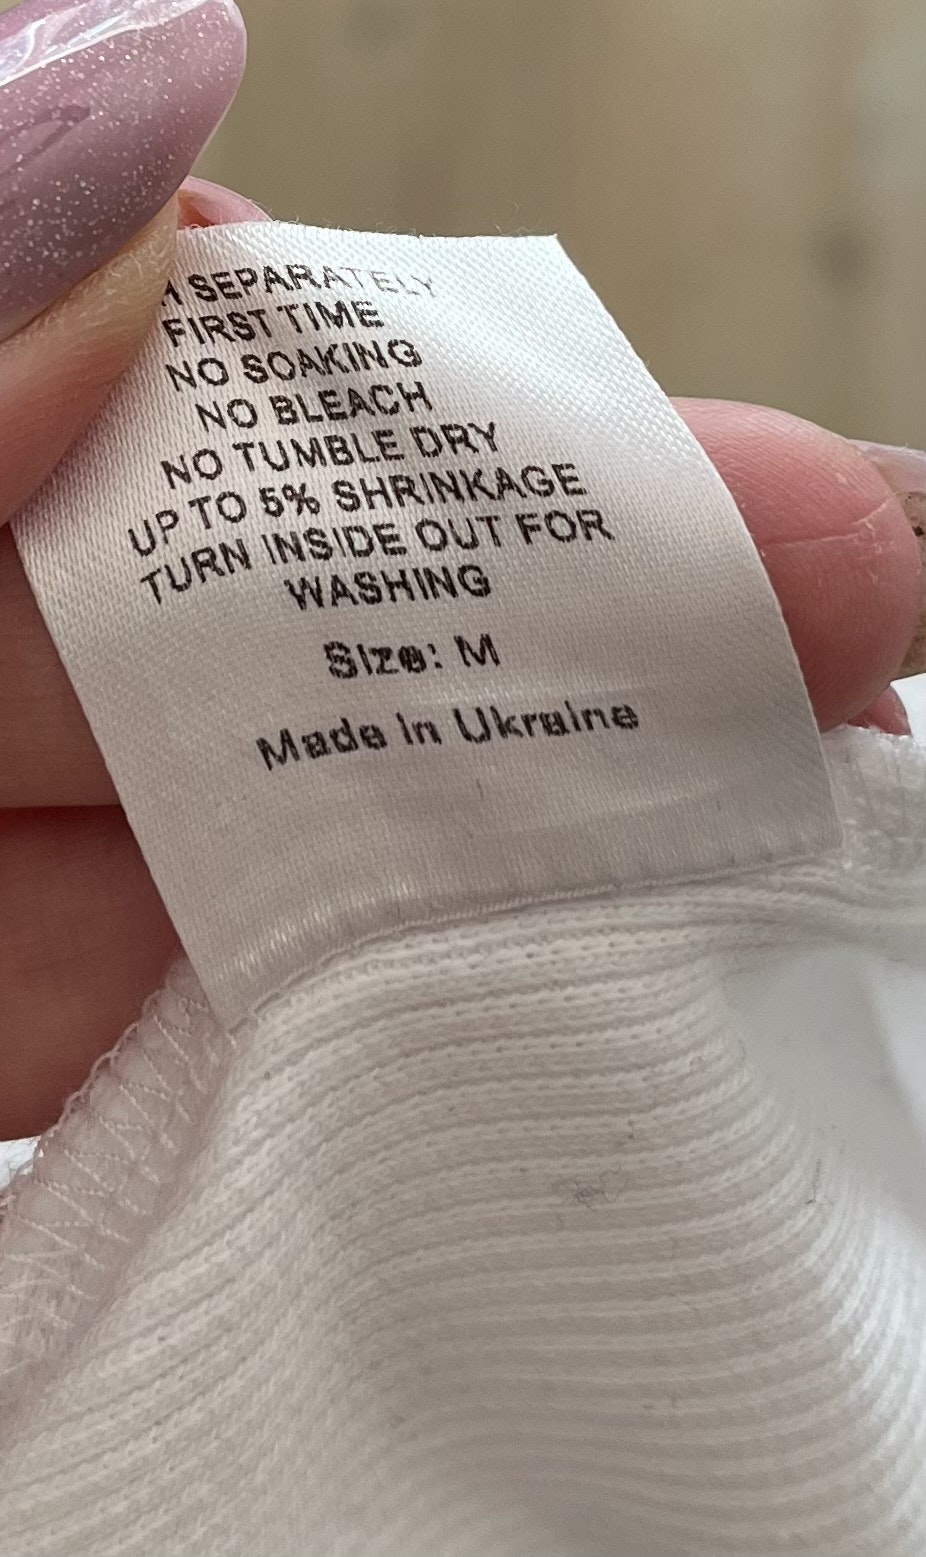 H SEPARATELY
FIRST TIME
NO SOAKING
NO BLEACH
NO TUMBLE DRY
UP TO 5% SHRINKAGE
TURN INSIDE OUT FOR
WASHING
Size: M
Made in Ukraine